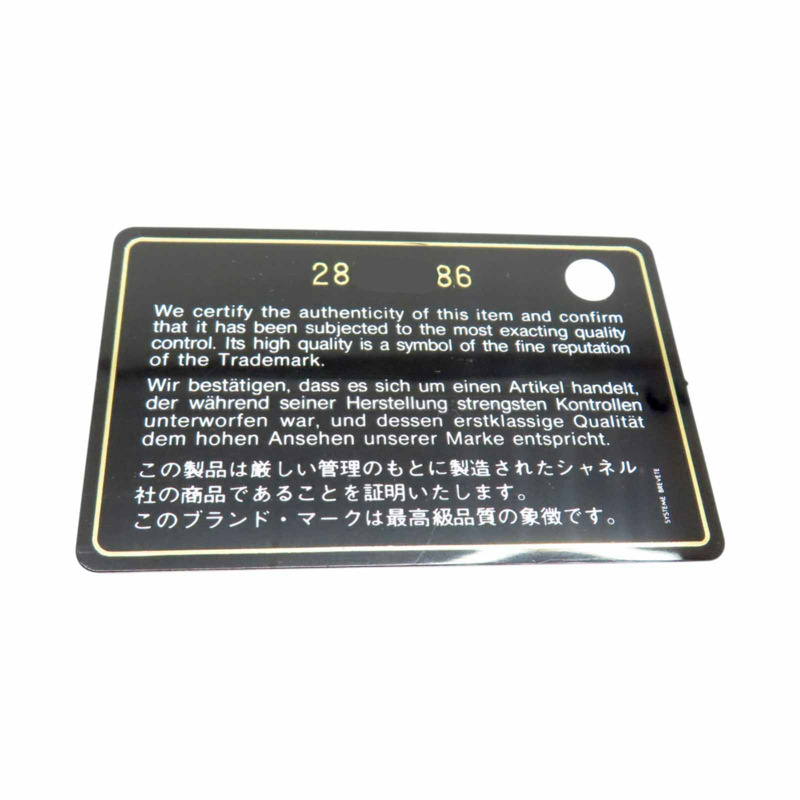 28 86
We certify the authenticity of this item and confirm
that it has been subjected to the most exacting quality
control. Its high quality is a symbol of the fine reputation
of the Trademark.
Wir bestätigen, dass es sich um einen Artikel handelt,
der während seiner Herstellung strengsten Kontrollen
unterworfen war, und dessen erstklassige Qualität
dem hohen Ansehen unserer Marke entspricht.
この製品は厳しい管理のもとに製造されたシャネル
社の商品であることを証明いたします。
このブランド・マークは最高級品質の象徴です。
SYSTEME BREVETE